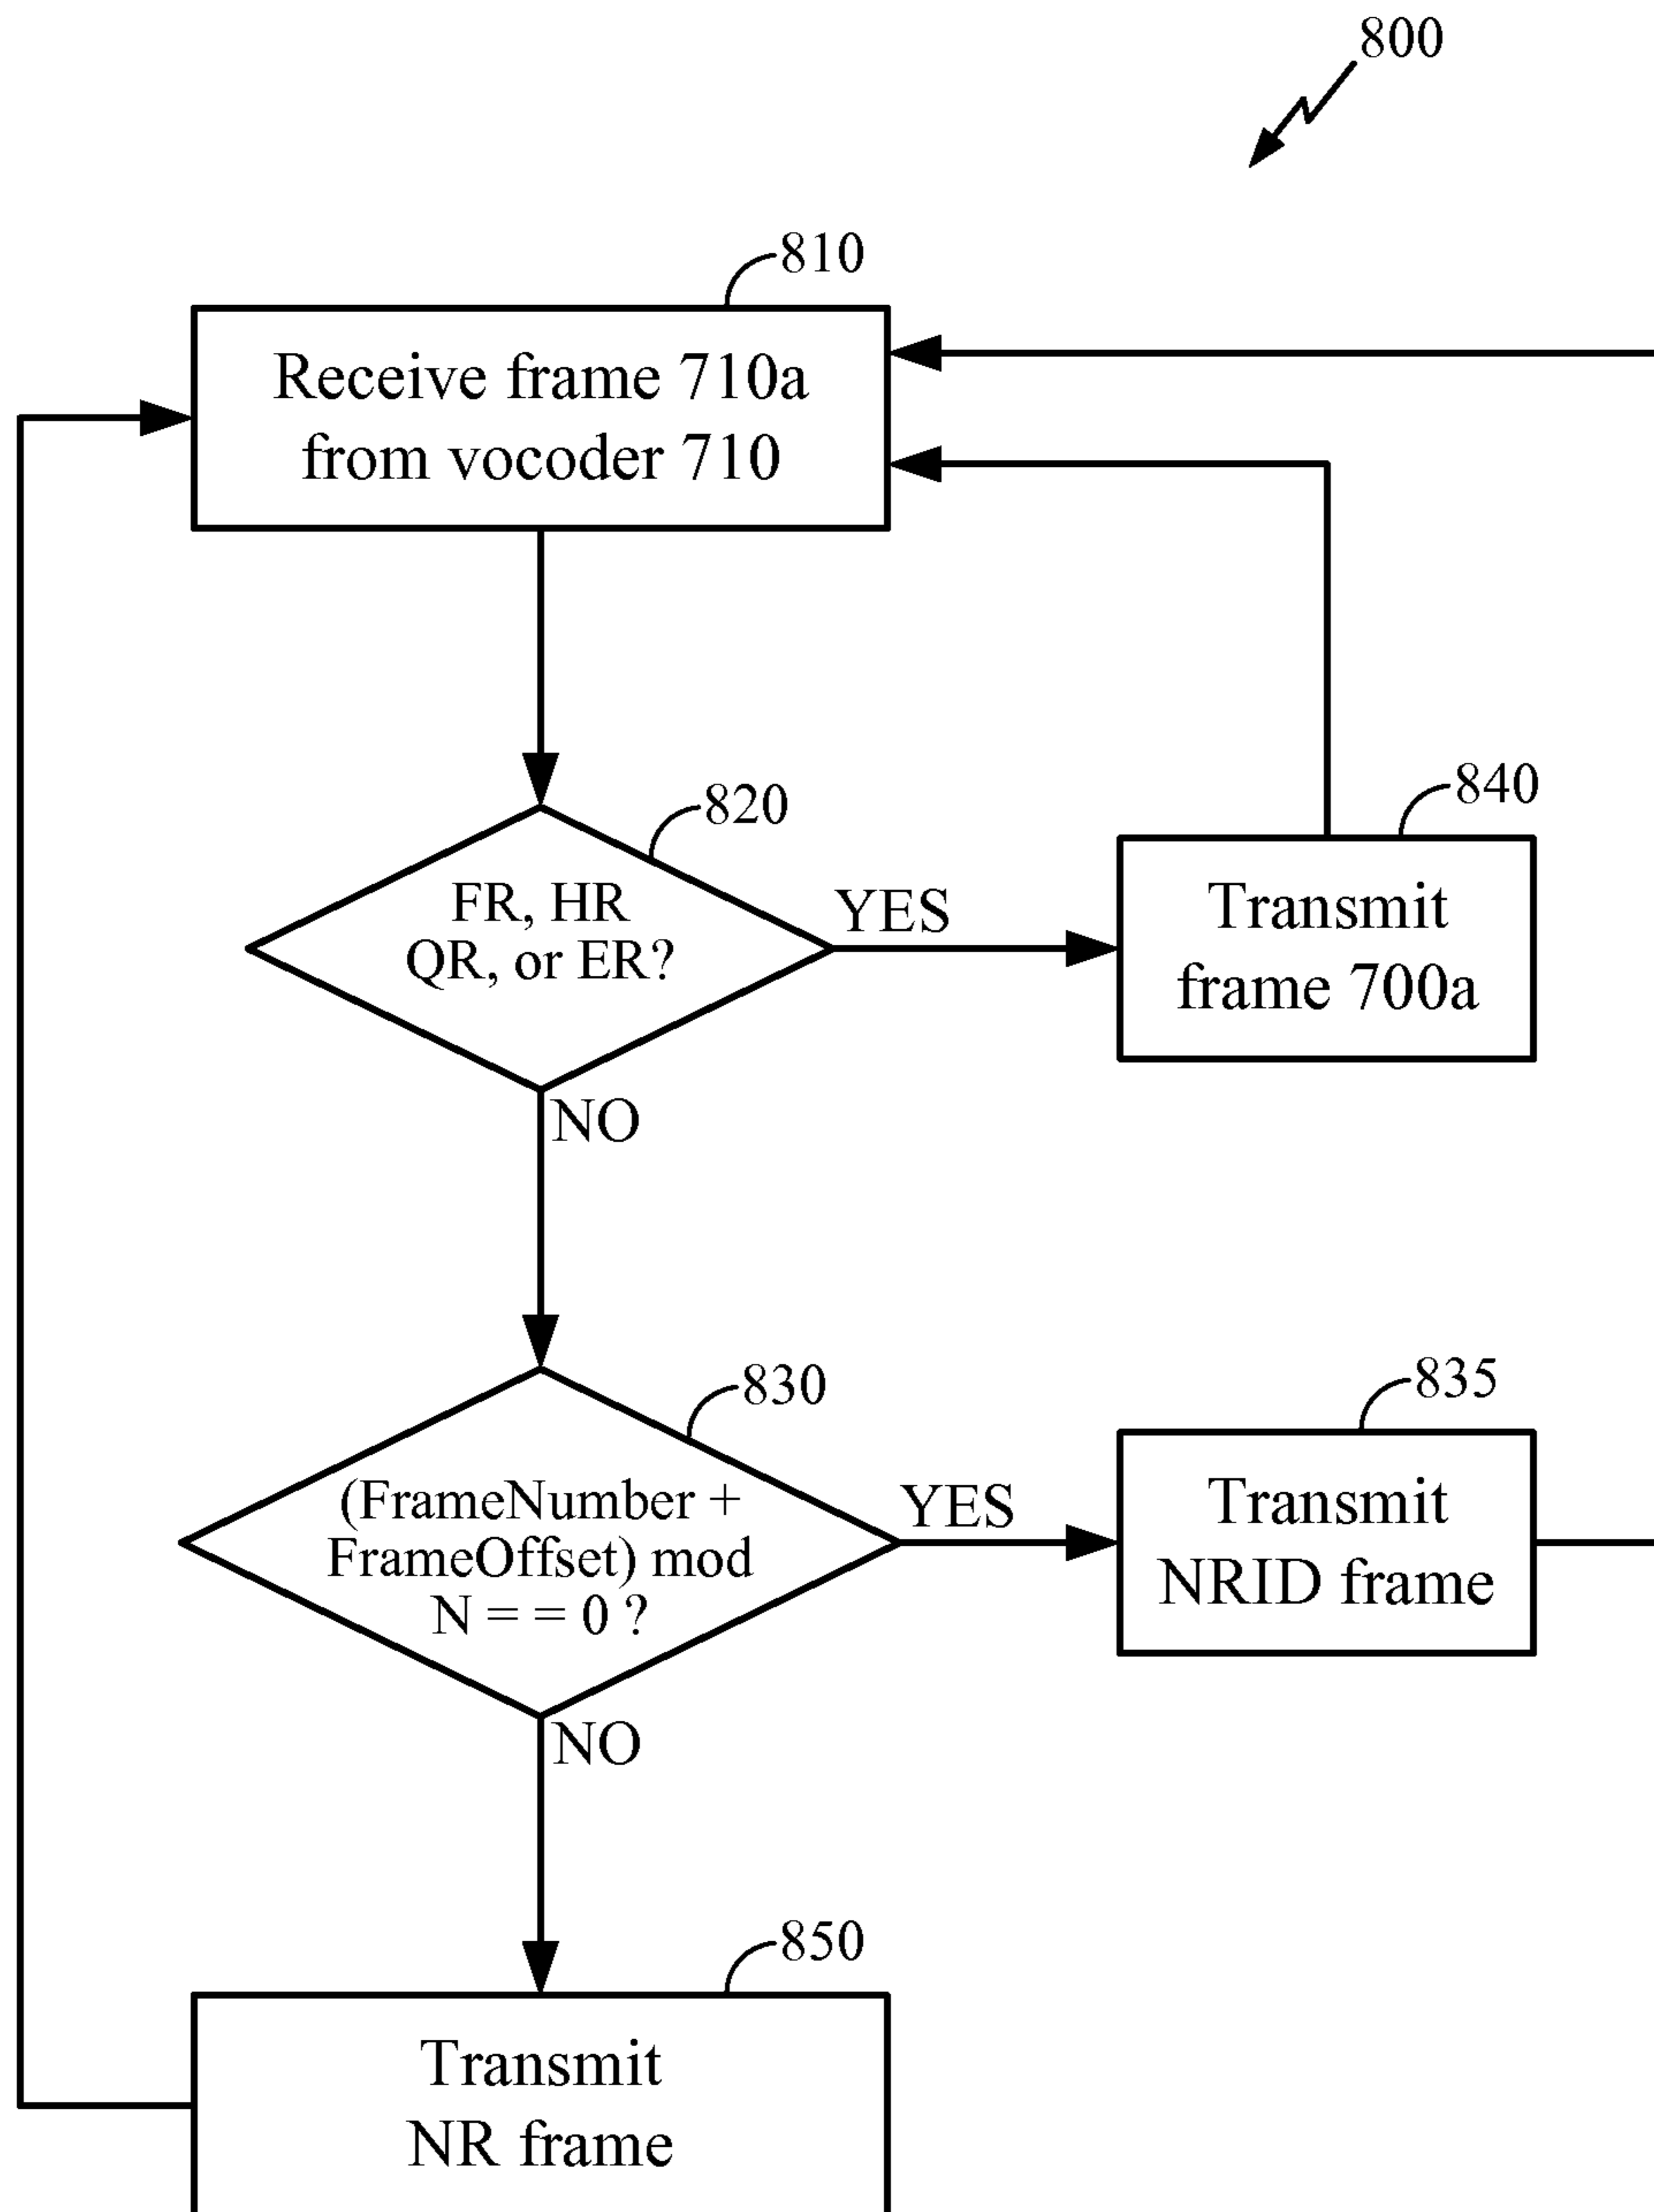 800
810
Receive frame 710a
from vocoder 710
820
FR, HR
QR, or ER?
YES
840
Transmit
frame 700a
NO
830
(FrameNumber +
FrameOffset) mod
N = = 0 ?
YES
835
Transmit
NRID frame
NO
850
Transmit
NR frame